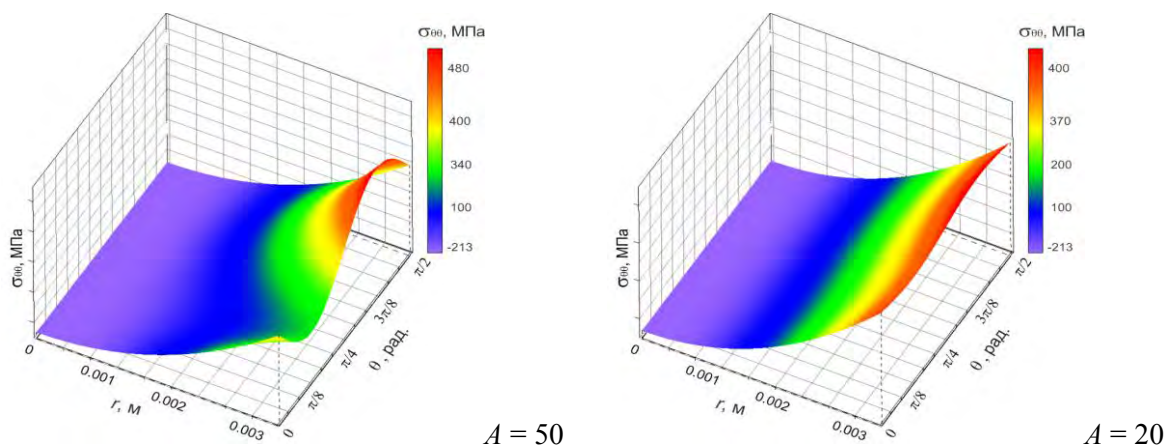 σθθ, МПа
480
400
340
100
-213
σθθ, МПа
0
0.001
0.002
0.003
r, м
0
π/8
π/4
3π/8
π/2
θ , рад.
A = 50
σθθ, МПа
400
370
200
100
-213
σθθ, МПа
0
0.001
0.002
0.003
r, м
0
π/8
π/4
3π/8
π/2
θ , рад.
A = 20